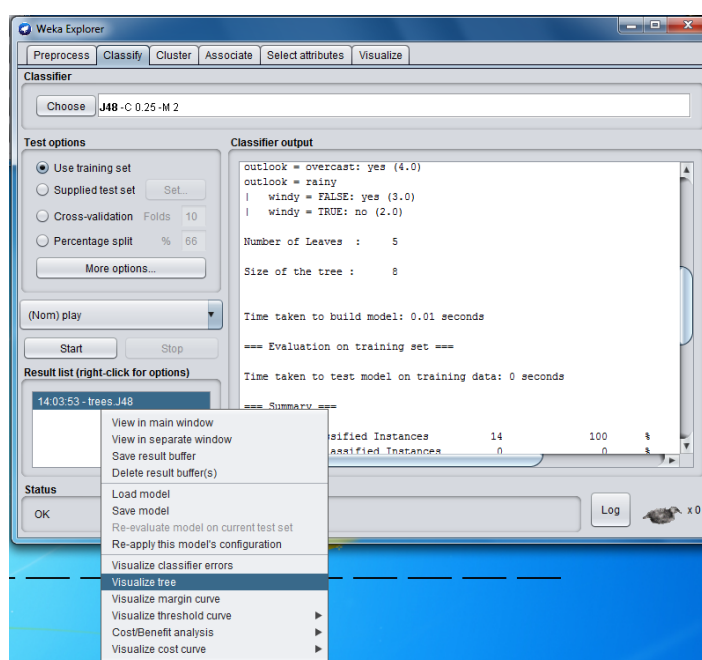 Weka Explorer
Preprocess Classify Cluster Associate Select attributes Visualize
Classifier
Choose J48 -C 0.25 -M 2
Test options
Use training set
Supplied test set Set...
Cross-validation Folds 10
Percentage split % 66
More options...
(Nom) play
Start Stop
Result list (right-click for options)
14:03:53 - trees.J48
Classifier output
outlook = overcast: yes (4.0)
outlook = rainy
| windy = FALSE: yes (3.0)
| windy = TRUE: no (2.0)
Number of Leaves : 5
Size of the tree : 8
Time taken to build model: 0.01 seconds
=== Evaluation on training set ===
Time taken to test model on training data: 0 seconds
=== Summary ===
sified Instances 14 100 %
assified Instances 0 0 %
View in main window
View in separate window
Save result buffer
Delete result buffer(s)
Load model
Save model
Re-evaluate model on current test set
Re-apply this model's configuration
Visualize classifier errors
Visualize tree
Visualize margin curve
Visualize threshold curve
Cost/Benefit analysis
Visualize cost curve
Status
OK
Log
x 0